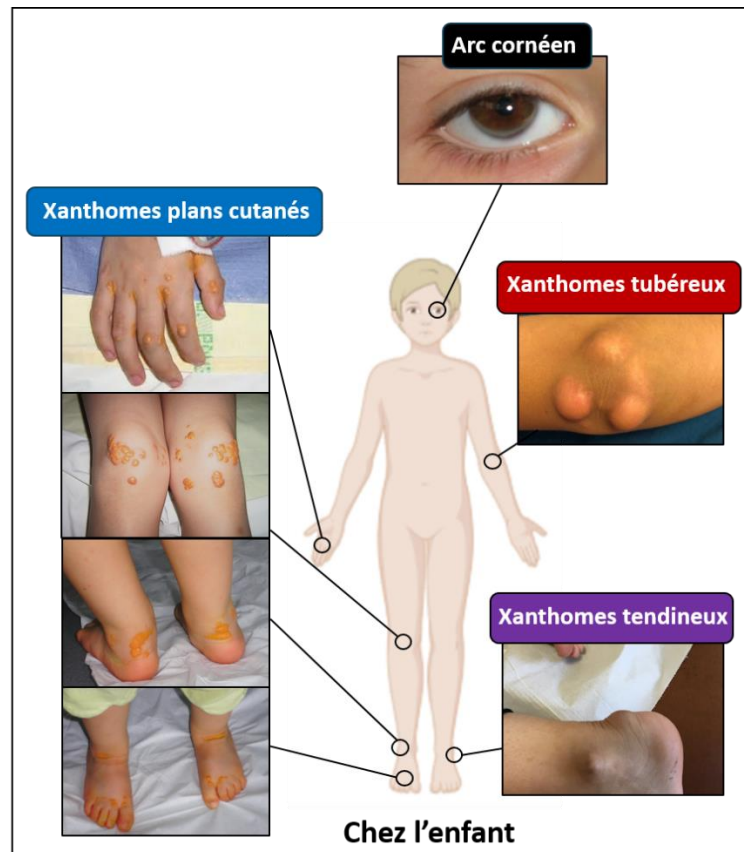 Arc cornéen
Xanthomes plans cutanés
Xanthomes tubéreux
Xanthomes tendineux
Chez l'enfant